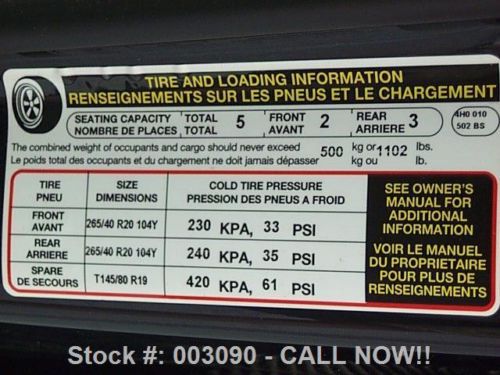 TIRE AND LOADING INFORMATION
RENSEIGNEMENTS SUR LES PNEUS ET LE CHARGEMENT
SEATING CAPACITY TOTAL 5 FRONT 2 REAR 3 4H0 010
NOMBRE DE PLACES TOTAL AVANT ARRIERE 502 BS
The combined weight of occupants and cargo should never exceed 500 kg or 1102 lbs.
Le poids total des occupants et du chargement ne doit jamais dépasser kg ou lb.
TIRE SIZE COLD TIRE PRESSURE
PNEU DIMENSIONS PRESSION DES PNEUS A FROID
FRONT
AVANT 265/40 R20 104Y 230 KPA, 33 PSI
REAR
ARRIERE 265/40 R20 104Y 240 KPA, 35 PSI
SPARE
DE SECOURS T145/80 R19 420 KPA, 61 PSI
SEE OWNER'S
MANUAL FOR
ADDITIONAL
INFORMATION
VOIR LE MANUEL
DU PROPRIETAIRE
POUR PLUS DE
RENSEIGNEMENTS
Stock #: 003090 - CALL NOW!!